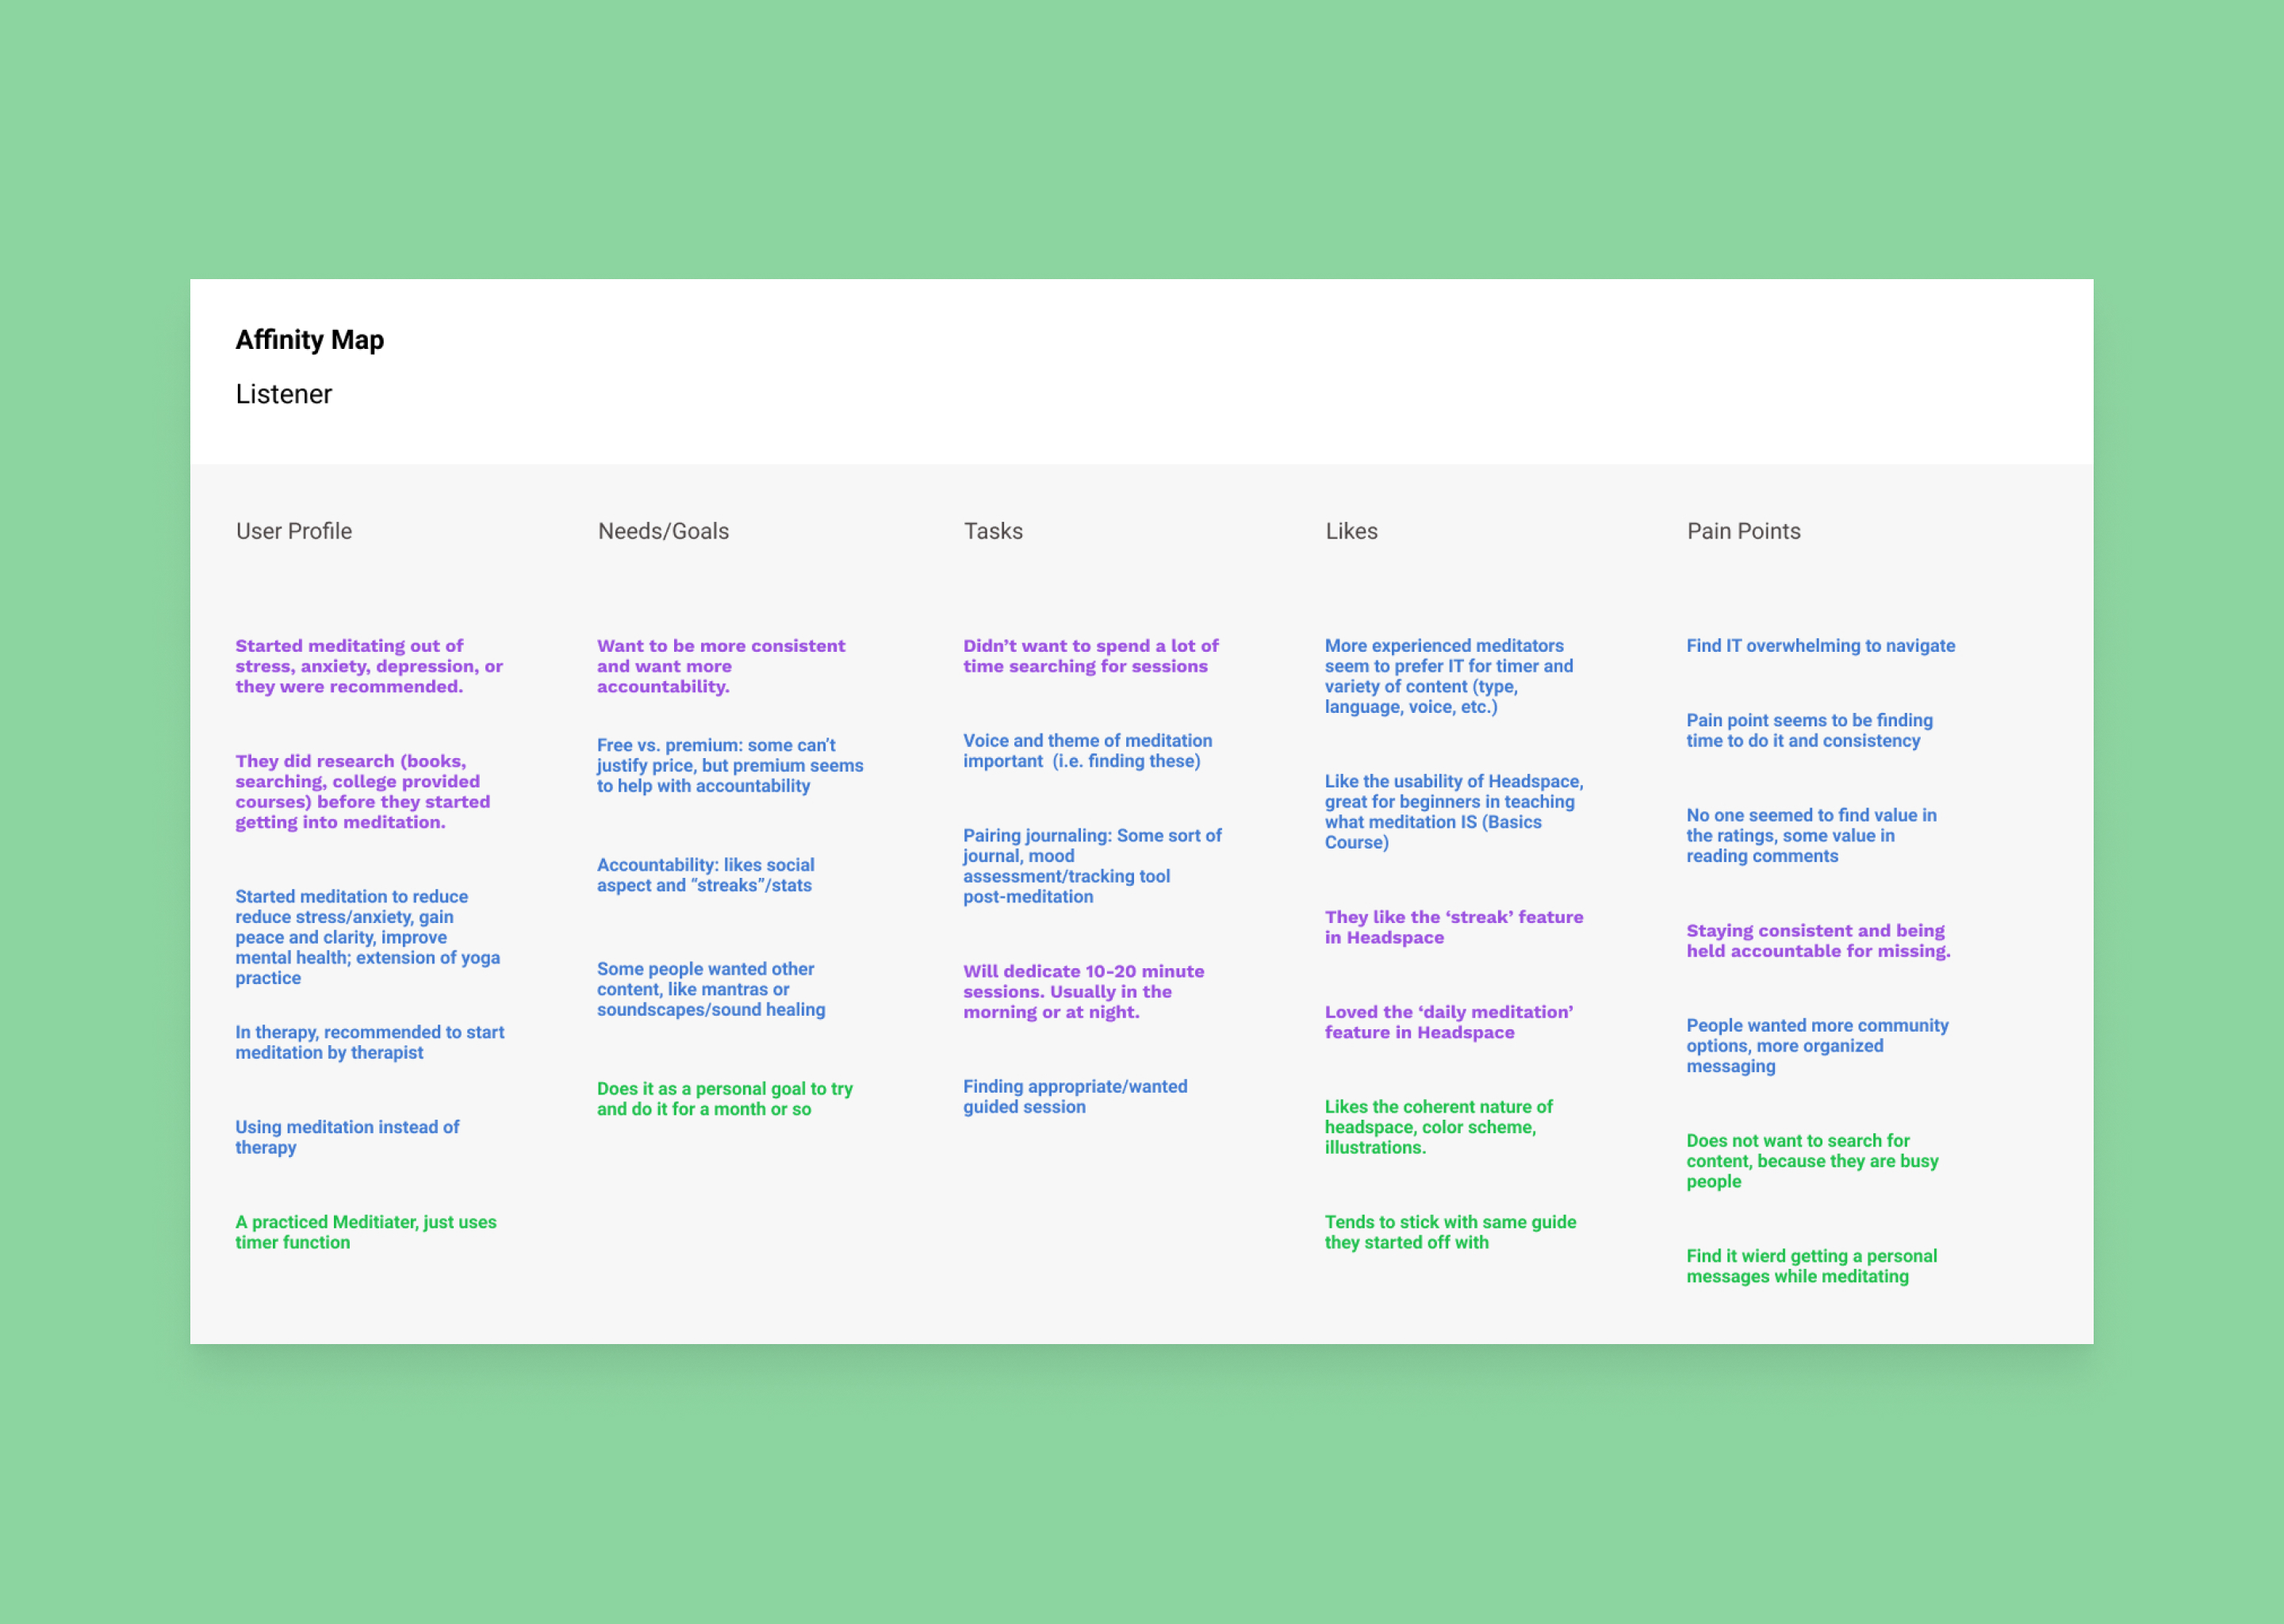 Affinity Map
Listener
User Profile
Started meditating out of
stress, anxiety, depression, or
they were recommended.
They did research (books,
searching, college provided
courses) before they started
getting into meditation.
Started meditation to reduce
reduce stress/anxiety, gain
peace and clarity, improve
mental health; extension of yoga
practice
In therapy, recommended to start
meditation by therapist
Using meditation instead of
therapy
A practiced Meditiater, just uses
timer function
Needs/Goals
Want to be more consistent
and want more
accountability.
Free vs. premium: some can’t
justify price, but premium seems
to help with accountability
Accountability: likes social
aspect and “streaks”/stats
Some people wanted other
content, like mantras or
soundscapes/sound healing
Does it as a personal goal to try
and do it for a month or so
Tasks
Didn’t want to spend a lot of
time searching for sessions
Voice and theme of meditation
important  (i.e. finding these)
Pairing journaling: Some sort of
journal, mood
assessment/tracking tool
post-meditation
Will dedicate 10-20 minute
sessions. Usually in the
morning or at night.
Finding appropriate/wanted
guided session
Likes
More experienced meditators
seem to prefer IT for timer and
variety of content (type,
language, voice, etc.)
Like the usability of Headspace,
great for beginners in teaching
what meditation IS (Basics
Course)
They like the ‘streak’ feature
in Headspace
Loved the ‘daily meditation’
feature in Headspace
Likes the coherent nature of
headspace, color scheme,
illustrations.
Tends to stick with same guide
they started off with
Pain Points
Find IT overwhelming to navigate
Pain point seems to be finding
time to do it and consistency
No one seemed to find value in
the ratings, some value in
reading comments
Staying consistent and being
held accountable for missing.
People wanted more community
options, more organized
messaging
Does not want to search for
content, because they are busy
people
Find it wierd getting a personal
messages while meditating